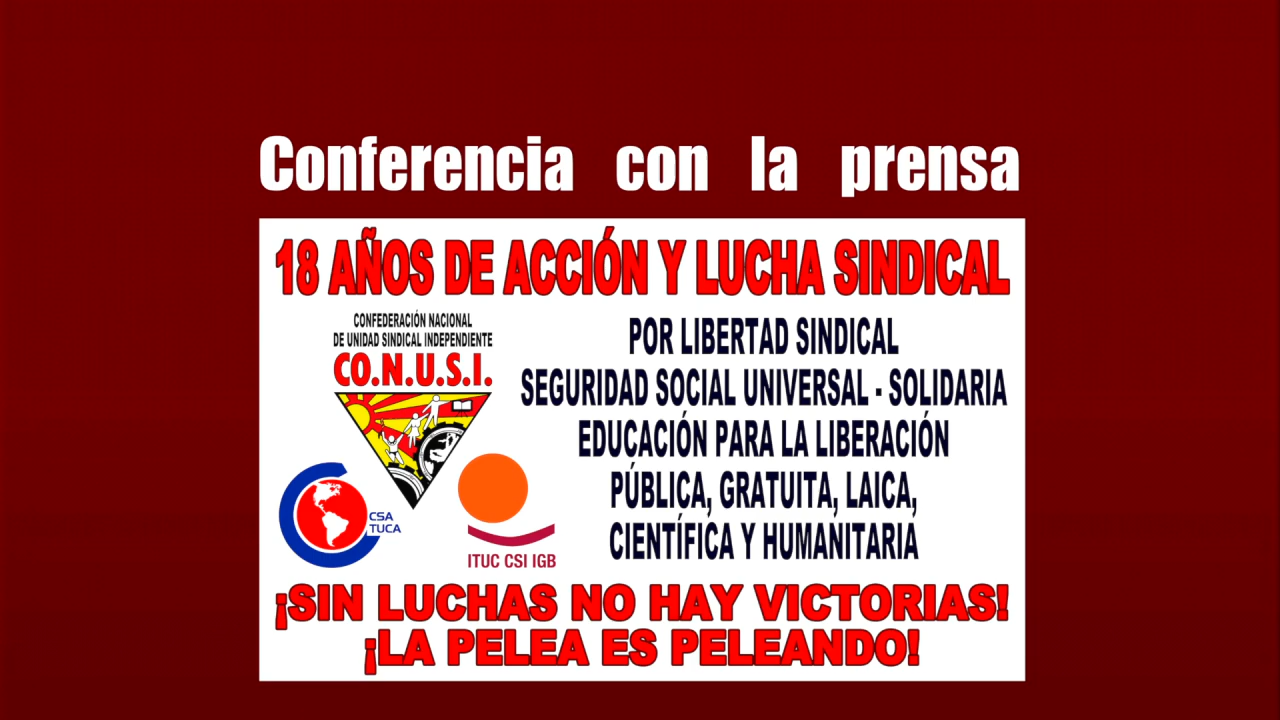 Conferencia con la prensa
18 AÑOS DE ACCIÓN Y LUCHA SINDICAL
CONFEDERACIÓN NACIONAL
DE UNIDAD SINDICAL INDEPENDIENTE
CO.N.U.S.I.
CSA
TUCA
ITUC CSI IGB
POR LIBERTAD SINDICAL
SEGURIDAD SOCIAL UNIVERSAL - SOLIDARIA
EDUCACIÓN PARA LA LIBERACIÓN
PÚBLICA, GRATUITA, LAICA,
CIENTÍFICA Y HUMANITARIA
¡SIN LUCHAS NO HAY VICTORIAS!
¡LA PELEA ES PELEANDO!